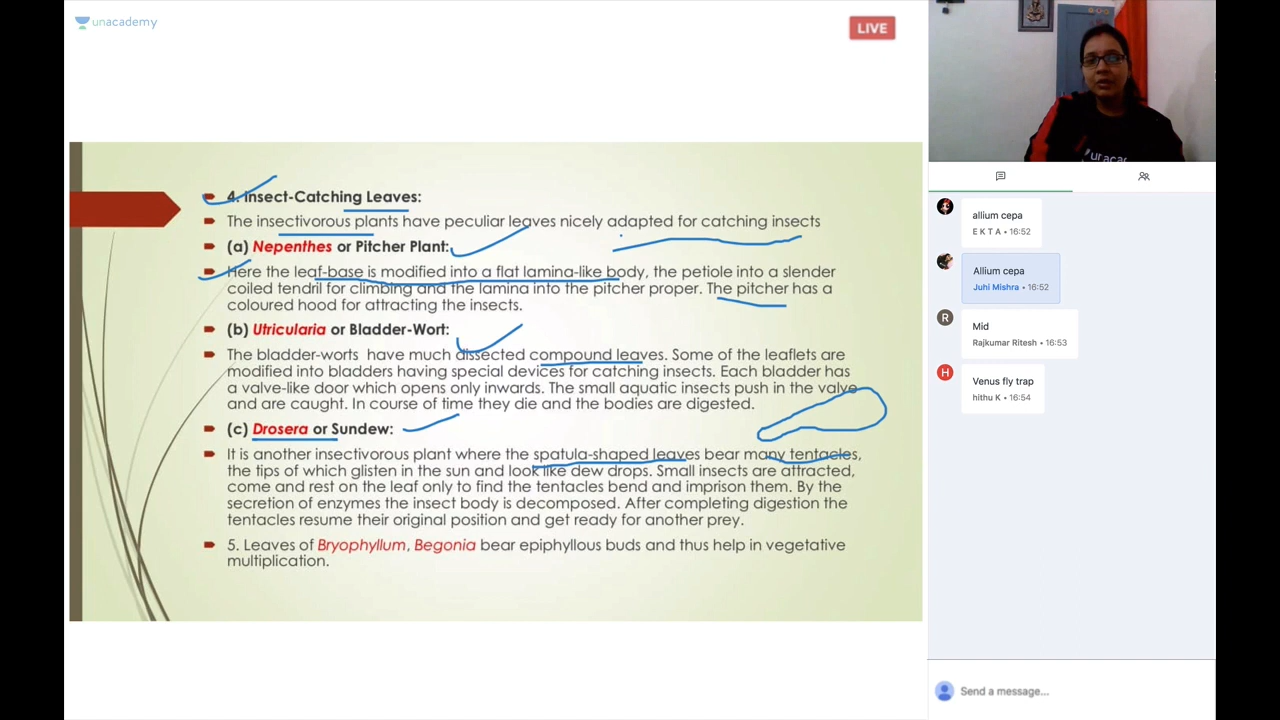 unacademy
LIVE
4. Insect-Catching Leaves:
The insectivorous plants have peculiar leaves nicely adapted for catching insects
(a) Nepenthes or Pitcher Plant:
Here the leaf-base is modified into a flat lamina-like body, the petiole into a slender
coiled tendril for climbing and the lamina into the pitcher proper. The pitcher has a
coloured hood for attracting the insects.
(b) Utricularia or Bladder-Wort:
The bladder-worts have much dissected compound leaves. Some of the leaflets are
modified into bladders having special devices for catching insects. Each bladder has
a valve-like door which opens only inwards. The small aquatic insects push in the valve
and are caught. In course of time they die and the bodies are digested.
(c) Drosera or Sundew:
It is another insectivorous plant where the spatula-shaped leaves bear many tentacles,
the tips of which glisten in the sun and look like dew drops. Small insects are attracted,
come and rest on the leaf only to find the tentacles bend and imprison them. By the
secretion of enzymes the insect body is decomposed. After completing digestion the
tentacles resume their original position and get ready for another prey.
5. Leaves of Bryophyllum, Begonia bear epiphyllous buds and thus help in vegetative
multiplication.
allium cepa
E K T A • 16:52
Allium cepa
Juhi Mishra • 16:52
R
Mid
Rajkumar Ritesh • 16:53
H
Venus fly trap
hithu K • 16:54
Send a message...